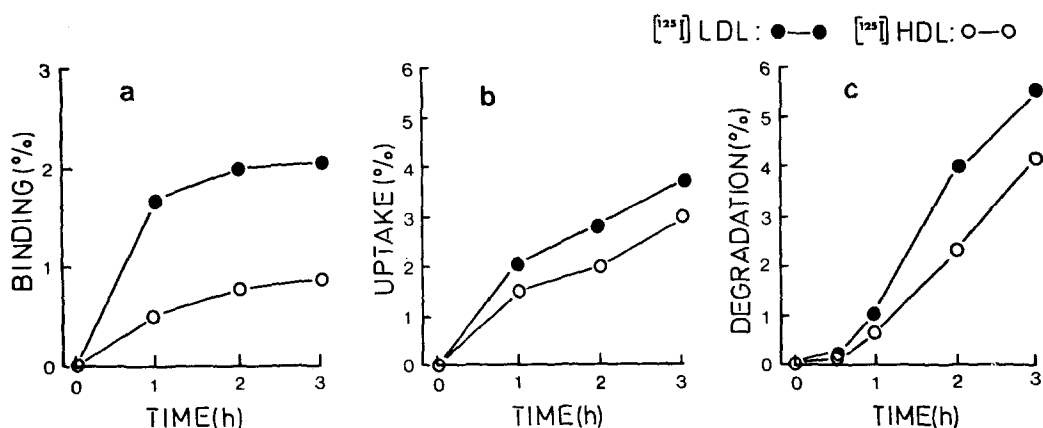 [¹²⁵I] LDL: ●—● [¹²⁵I] HDL: ○—○
a
BINDING (%)
3
2
1
0
0 1 2 3
TIME(h)
b
UPTAKE (%)
6
5
4
3
2
1
0
0 1 2 3
TIME(h)
c
DEGRADATION (%)
6
5
4
3
2
1
0
0 1 2 3
TIME(h)